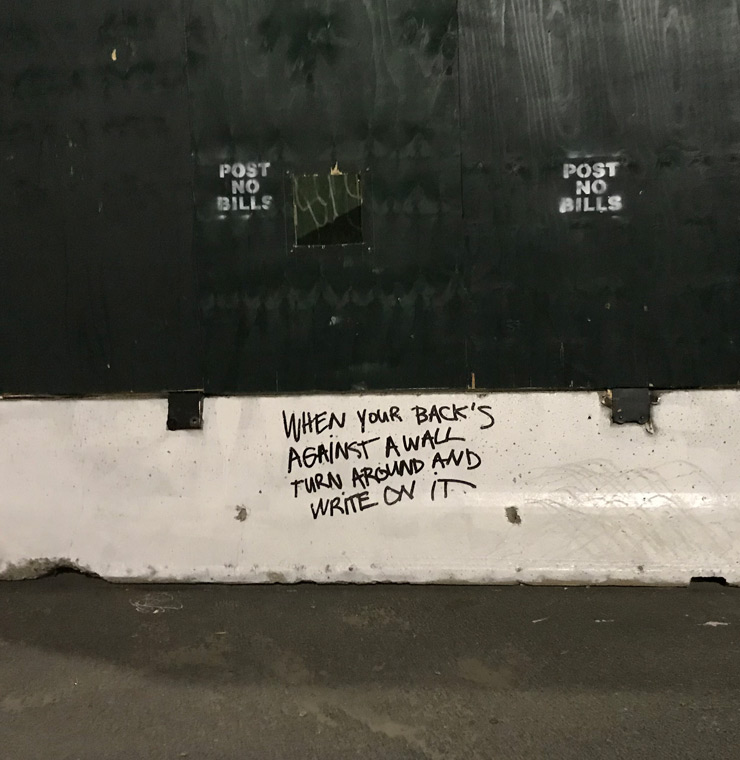 POST
NO
BILLS
POST
NO
BILLS
WHEN YOUR BACK'S
AGAINST A WALL
TURN AROUND AND
WRITE ON IT